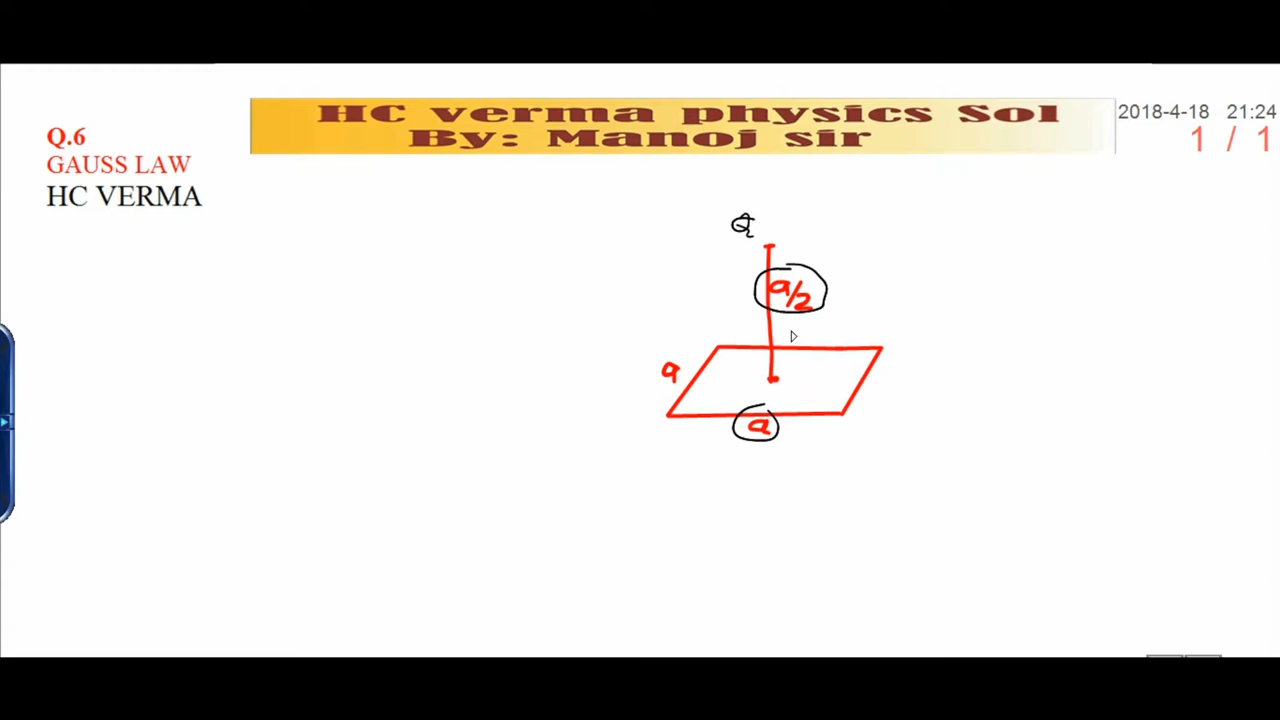 HC verma physics Sol
By: Manoj sir
2018-4-18 21:24
1 / 1
Q.6
GAUSS LAW
HC VERMA
Q
a/2
a
a